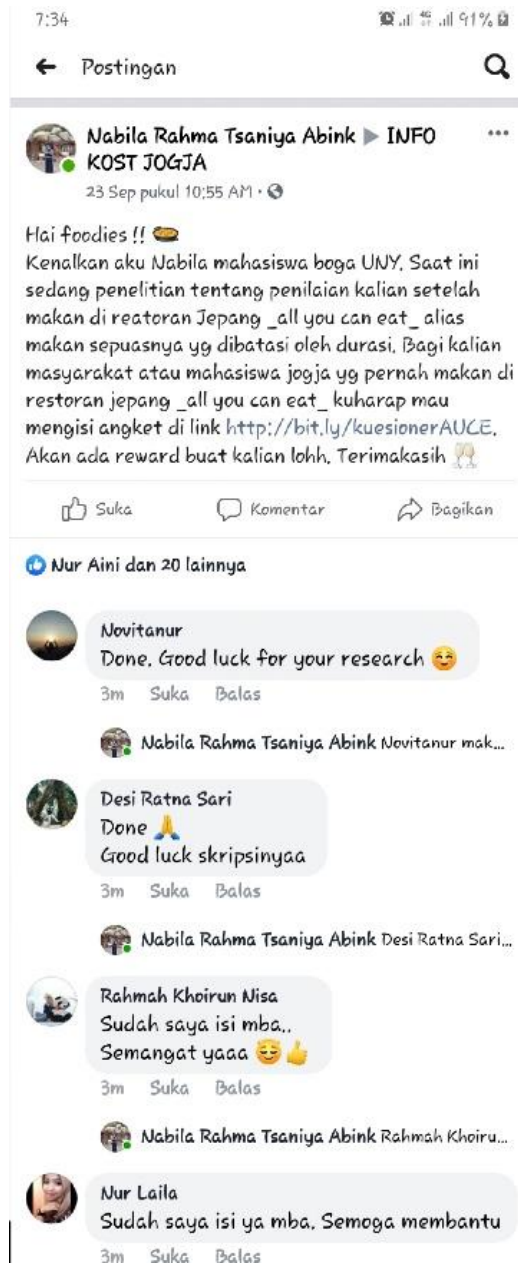 7:34 4G 91%
Postingan
Nabila Rahma Tsaniya Abink ▶ INFO
KOST JOGJA
23 Sep pukul 10:55 AM
Hai foodies !!
Kenalkan aku Nabila mahasiswa boga UNY. Saat ini
sedang penelitian tentang penilaian kalian setelah
makan di reatoran Jepang _all you can eat_ alias
makan sepuasnya yg dibatasi oleh durasi. Bagi kalian
masyarakat atau mahasiswa jogja yg pernah makan di
restoran jepang _all you can eat_ kuharap mau
mengisi angket di link http://bit.ly/kuesionerAUCE.
Akan ada reward buat kalian lohh. Terimakasih 🥂
Suka Komentar Bagikan
Nur Aini dan 20 lainnya
Novitanur
Done. Good luck for your research 😊
3m Suka Balas
Nabila Rahma Tsaniya Abink Novitanur mak...
Desi Ratna Sari
Done 🙏
Good luck skripsinyaa
3m Suka Balas
Nabila Rahma Tsaniya Abink Desi Ratna Sari...
Rahmah Khoirun Nisa
Sudah saya isi mba..
Semangat yaaa 😇👍
3m Suka Balas
Nabila Rahma Tsaniya Abink Rahmah Khoiru...
Nur Laila
Sudah saya isi ya mba. Semoga membantu
3m Suka Balas